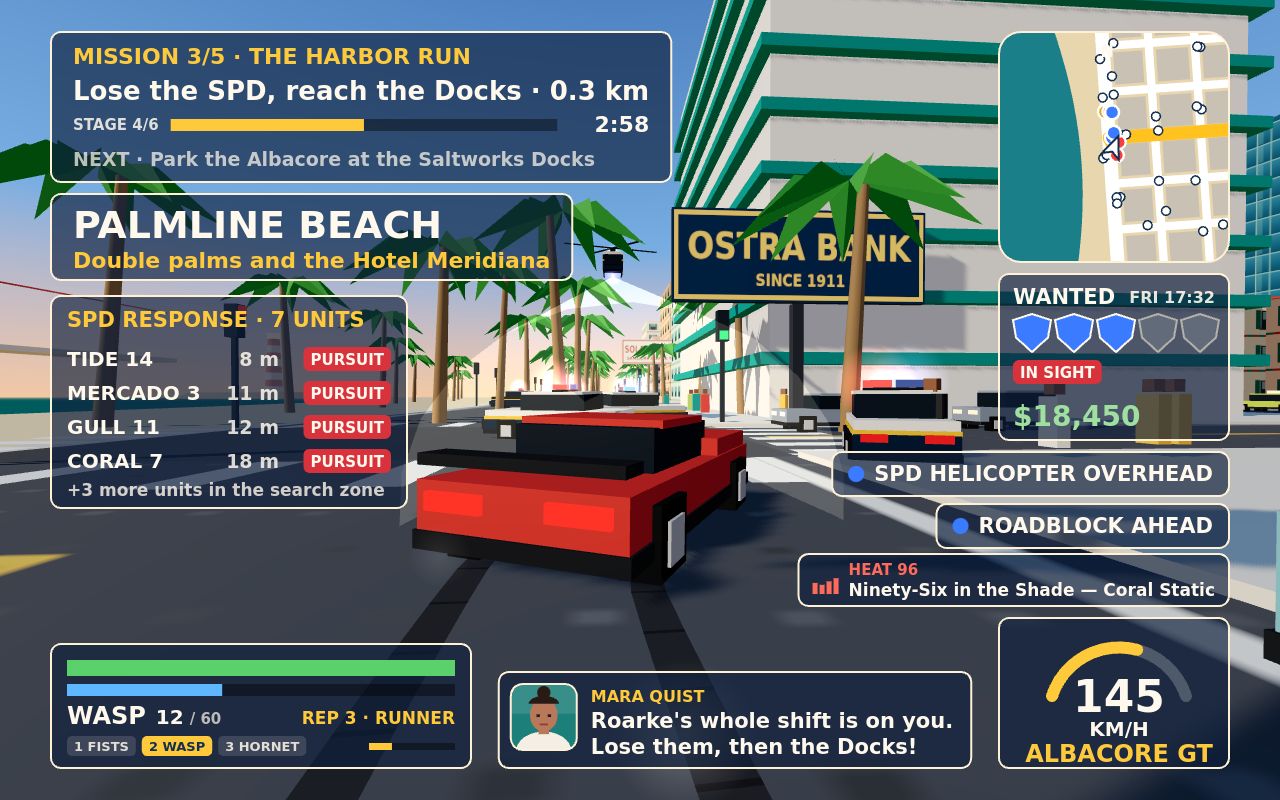 MISSION 3/5 · THE HARBOR RUN
Lose the SPD, reach the Docks · 0.3 km
STAGE 4/6 2:58
NEXT · Park the Albacore at the Saltworks Docks
PALMLINE BEACH
Double palms and the Hotel Meridiana
SPD RESPONSE · 7 UNITS
TIDE 14 8 m PURSUIT
MERCADO 3 11 m PURSUIT
GULL 11 12 m PURSUIT
CORAL 7 18 m PURSUIT
+3 more units in the search zone
OSTRA BANK
SINCE 1911
WANTED FRI 17:32
IN SIGHT
$18,450
SPD HELICOPTER OVERHEAD
ROADBLOCK AHEAD
HEAT 96
Ninety-Six in the Shade — Coral Static
WASP 12 / 60 REP 3 · RUNNER
1 FISTS 2 WASP 3 HORNET
MARA QUIST
Roarke's whole shift is on you.
Lose them, then the Docks!
145
KM/H
ALBACORE GT